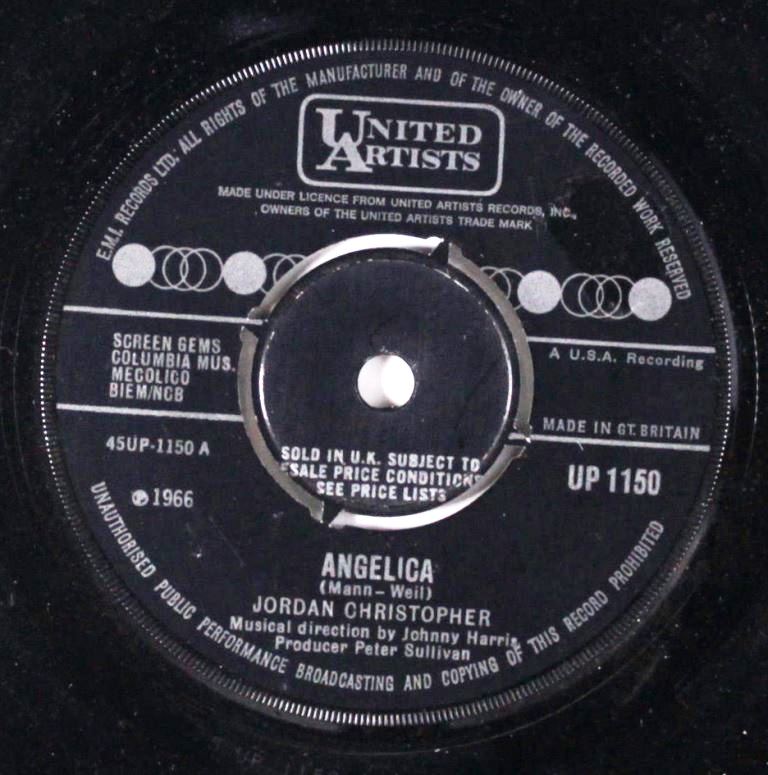 E.M.I. RECORDS LTD. ALL RIGHTS OF THE MANUFACTURER AND OF THE OWNER OF THE RECORDED WORK RESERVED
UNITED
ARTISTS
MADE UNDER LICENCE FROM UNITED ARTISTS RECORDS, INC.
OWNERS OF THE UNITED ARTISTS TRADE MARK
SCREEN GEMS
COLUMBIA MUS.
MECOLICO
BIEM/NCB
A U.S.A. Recording
MADE IN GT. BRITAIN
45UP-1150 A
℗ 1966
SOLD IN U.K. SUBJECT TO
RESALE PRICE CONDITIONS
SEE PRICE LISTS
UP 1150
ANGELICA
(Mann - Weil)
JORDAN CHRISTOPHER
Musical direction by Johnny Harris
Producer Peter Sullivan
UNAUTHORISED PUBLIC PERFORMANCE BROADCASTING AND COPYING OF THIS RECORD PROHIBITED